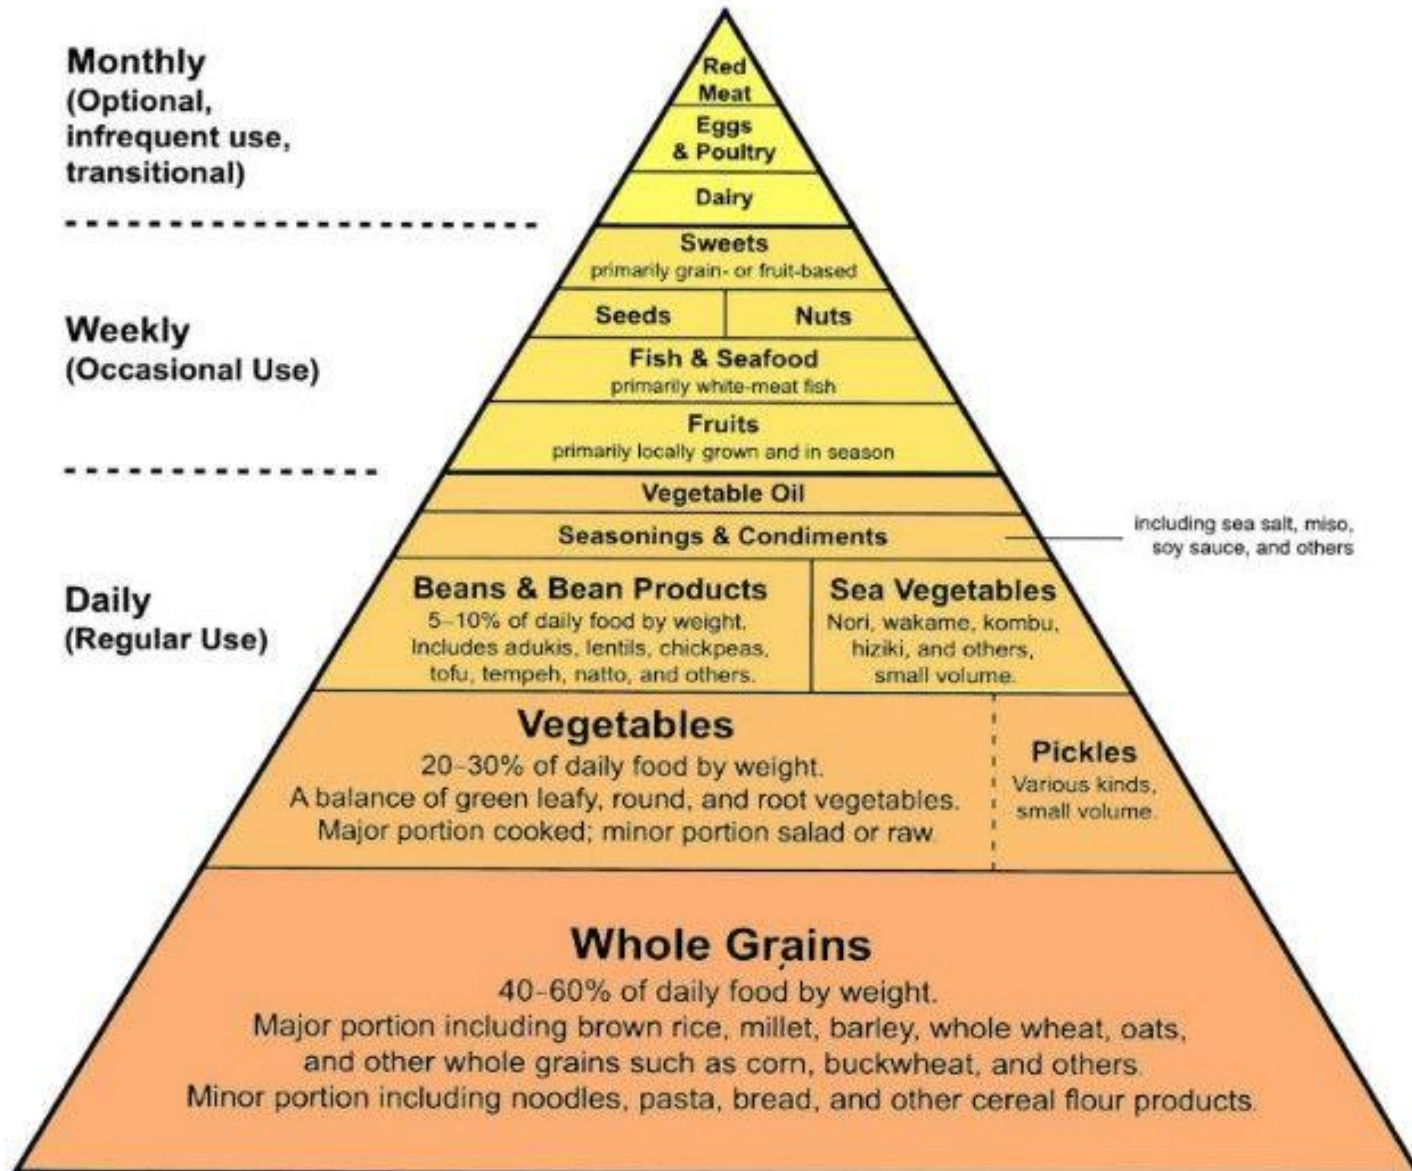 Monthly
(Optional,
infrequent use,
transitional)
Red
Meat
Eggs
& Poultry
Dairy
Weekly
(Occasional Use)
Sweets
primarily grain- or fruit-based
Seeds
Nuts
Fish & Seafood
primarily white-meat fish
Fruits
primarily locally grown and in season
Daily
(Regular Use)
Vegetable Oil
Seasonings & Condiments
including sea salt, miso,
soy sauce, and others
Beans & Bean Products
5–10% of daily food by weight.
Includes adukis, lentils, chickpeas,
tofu, tempeh, natto, and others.
Sea Vegetables
Nori, wakame, kombu,
hiziki, and others,
small volume.
Vegetables
20–30% of daily food by weight.
A balance of green leafy, round, and root vegetables.
Major portion cooked; minor portion salad or raw.
Pickles
Various kinds,
small volume.
Whole Grains
40–60% of daily food by weight.
Major portion including brown rice, millet, barley, whole wheat, oats,
and other whole grains such as corn, buckwheat, and others.
Minor portion including noodles, pasta, bread, and other cereal flour products.